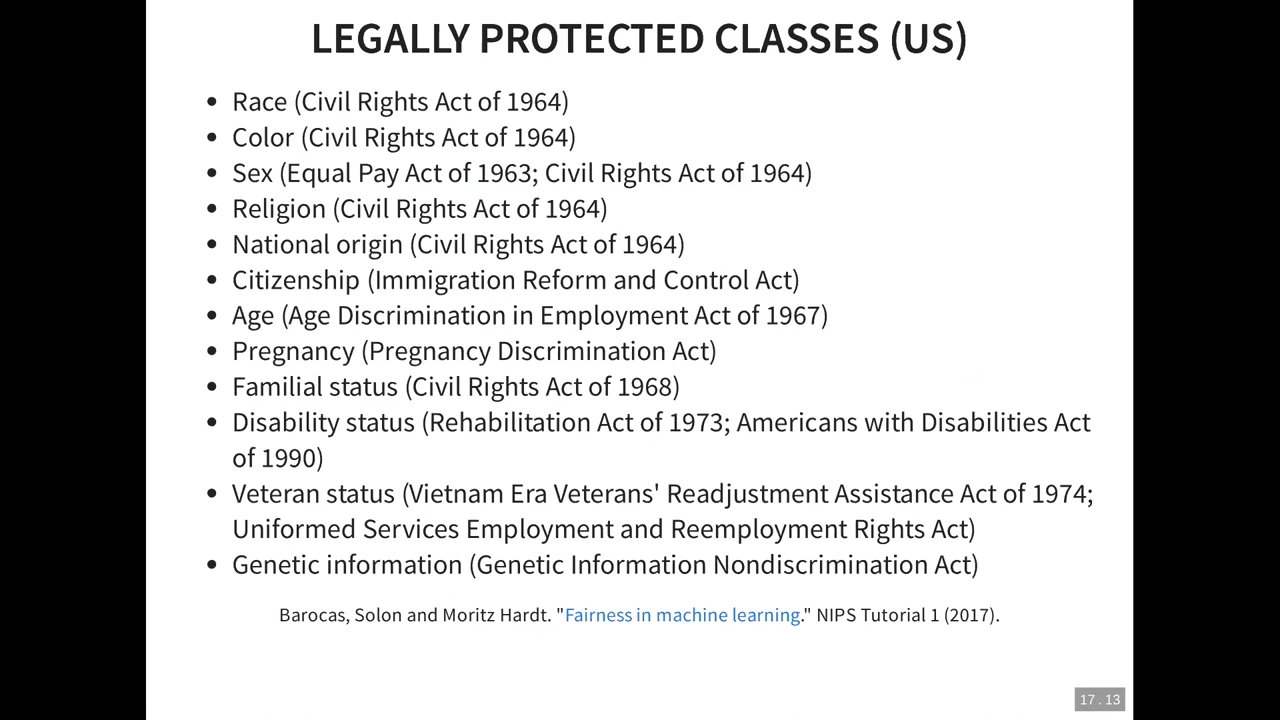 LEGALLY PROTECTED CLASSES (US)
• Race (Civil Rights Act of 1964)
• Color (Civil Rights Act of 1964)
• Sex (Equal Pay Act of 1963; Civil Rights Act of 1964)
• Religion (Civil Rights Act of 1964)
• National origin (Civil Rights Act of 1964)
• Citizenship (Immigration Reform and Control Act)
• Age (Age Discrimination in Employment Act of 1967)
• Pregnancy (Pregnancy Discrimination Act)
• Familial status (Civil Rights Act of 1968)
• Disability status (Rehabilitation Act of 1973; Americans with Disabilities Act
of 1990)
• Veteran status (Vietnam Era Veterans' Readjustment Assistance Act of 1974;
Uniformed Services Employment and Reemployment Rights Act)
• Genetic information (Genetic Information Nondiscrimination Act)
Barocas, Solon and Moritz Hardt. "Fairness in machine learning." NIPS Tutorial 1 (2017).
17 . 13